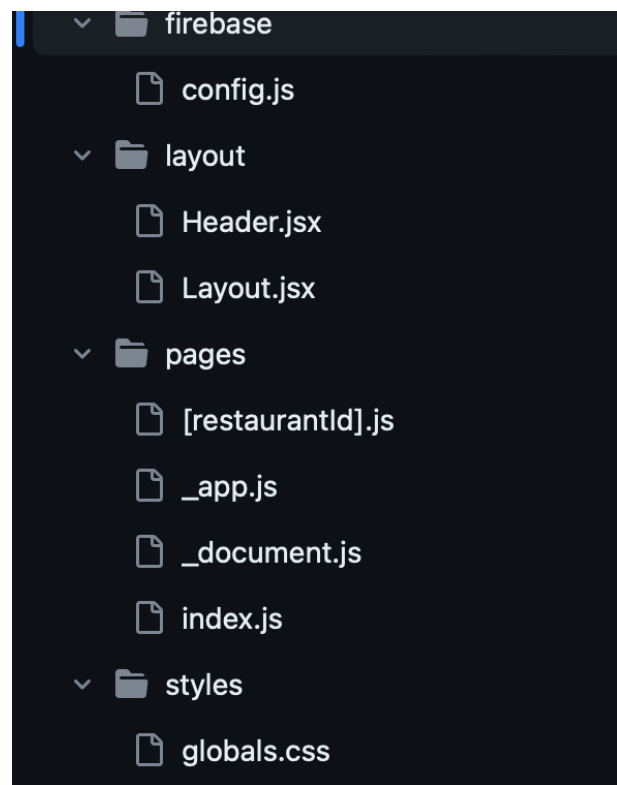 firebase
config.js
layout
Header.jsx
Layout.jsx
pages
[restaurantId].js
_app.js
_document.js
index.js
styles
globals.css